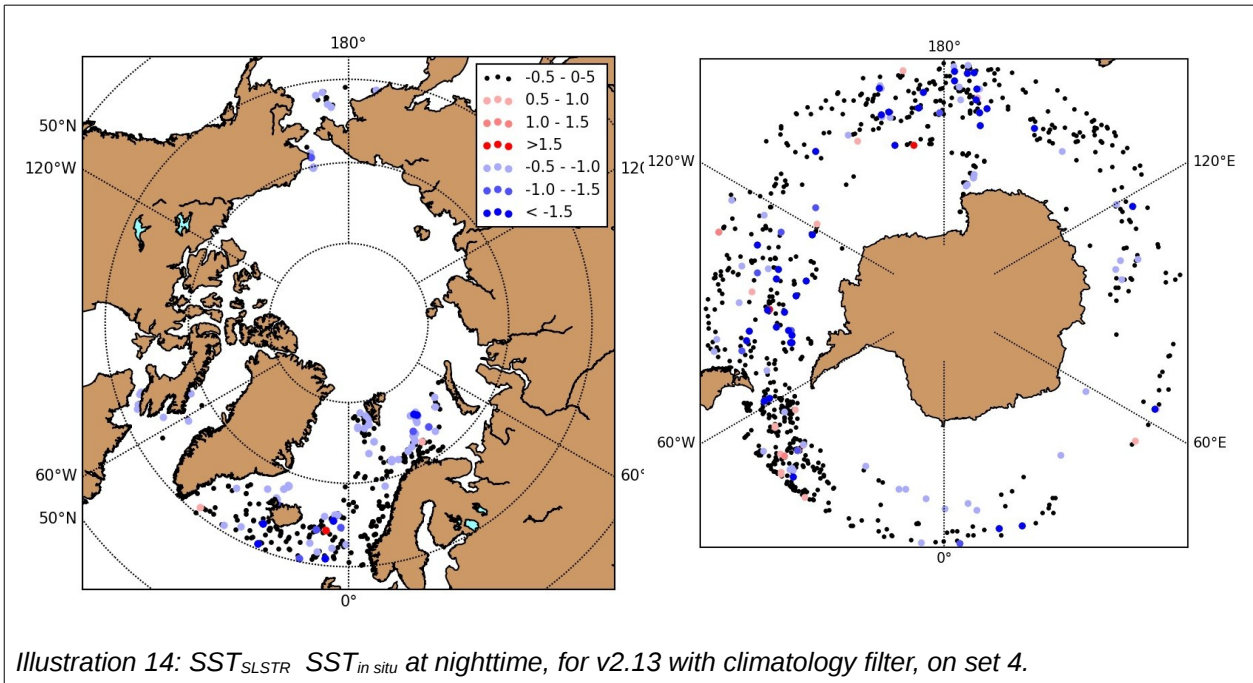 180°
50°N
120°W
60°W
50°N
0°
12(
60°
-0.5 - 0-5
0.5 - 1.0
1.0 - 1.5
>1.5
-0.5 - -1.0
-1.0 - -1.5
< -1.5
180°
120°W
120°E
60°W
60°E
0°
Illustration 14: SSTSLSTR SSTin situ at nighttime, for v2.13 with climatology filter, on set 4.